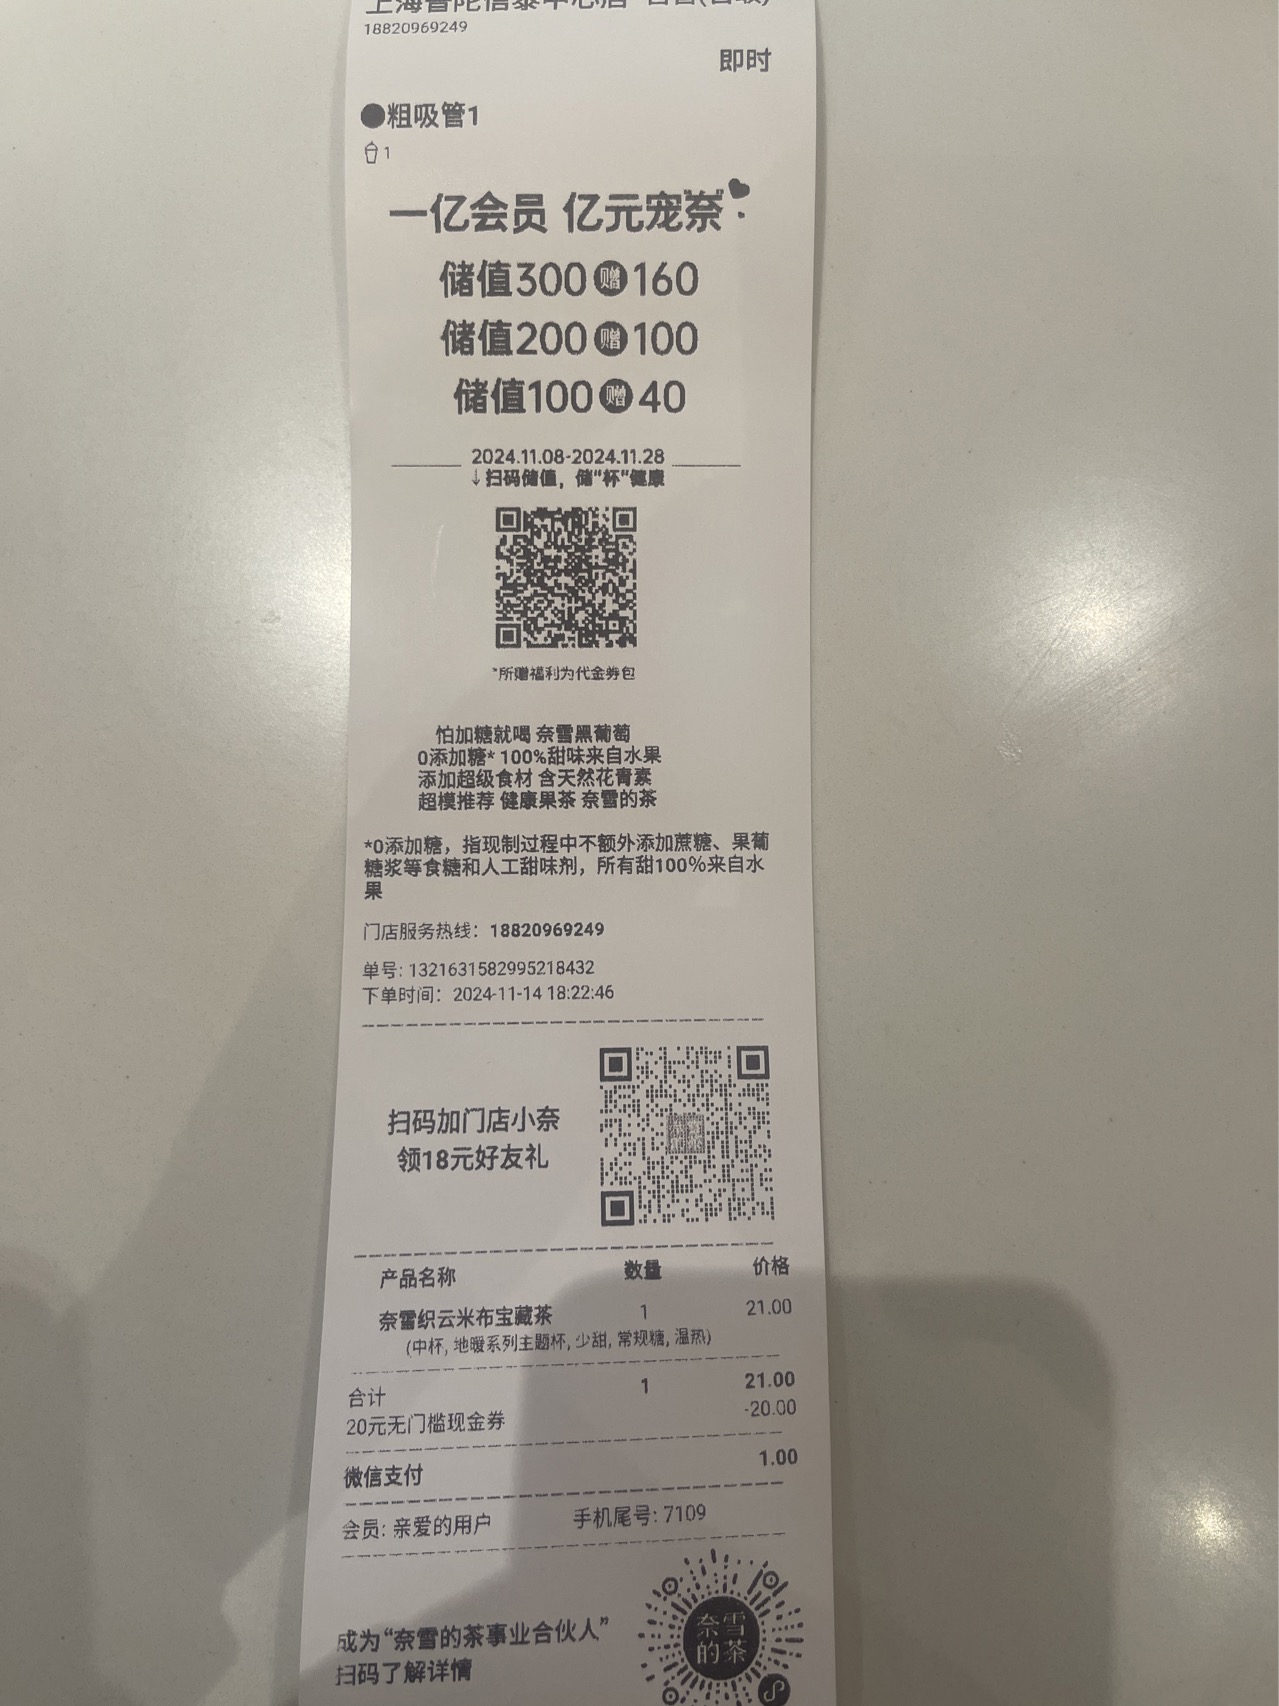 18820969249
即时
●粗吸管1
1
一亿会员 亿元宠“奈”
储值300赠160
储值200赠100
储值100赠40
2024.11.08-2024.11.28
↓扫码储值，储“杯”健康
*所赠福利为代金券包
怕加糖就喝 奈雪黑葡萄
0添加糖* 100%甜味来自水果
添加超级食材 含天然花青素
超模推荐 健康果茶 奈雪的茶
*0添加糖，指现制过程中不额外添加蔗糖、果葡
糖浆等食糖和人工甜味剂，所有甜100%来自水
果
门店服务热线：18820969249
单号: 1321631582995218432
下单时间：2024-11-14 18:22:46
扫码加门店小奈
领18元好友礼
产品名称 数量 价格
奈雪织云米布宝藏茶 1 21.00
(中杯, 地暖系列主题杯, 少甜, 常规糖, 温热)
合计 1 21.00
20元无门槛现金券 -20.00
微信支付 1.00
会员: 亲爱的用户 手机尾号: 7109
成为“奈雪的茶事业合伙人”
扫码了解详情
奈雪
的茶